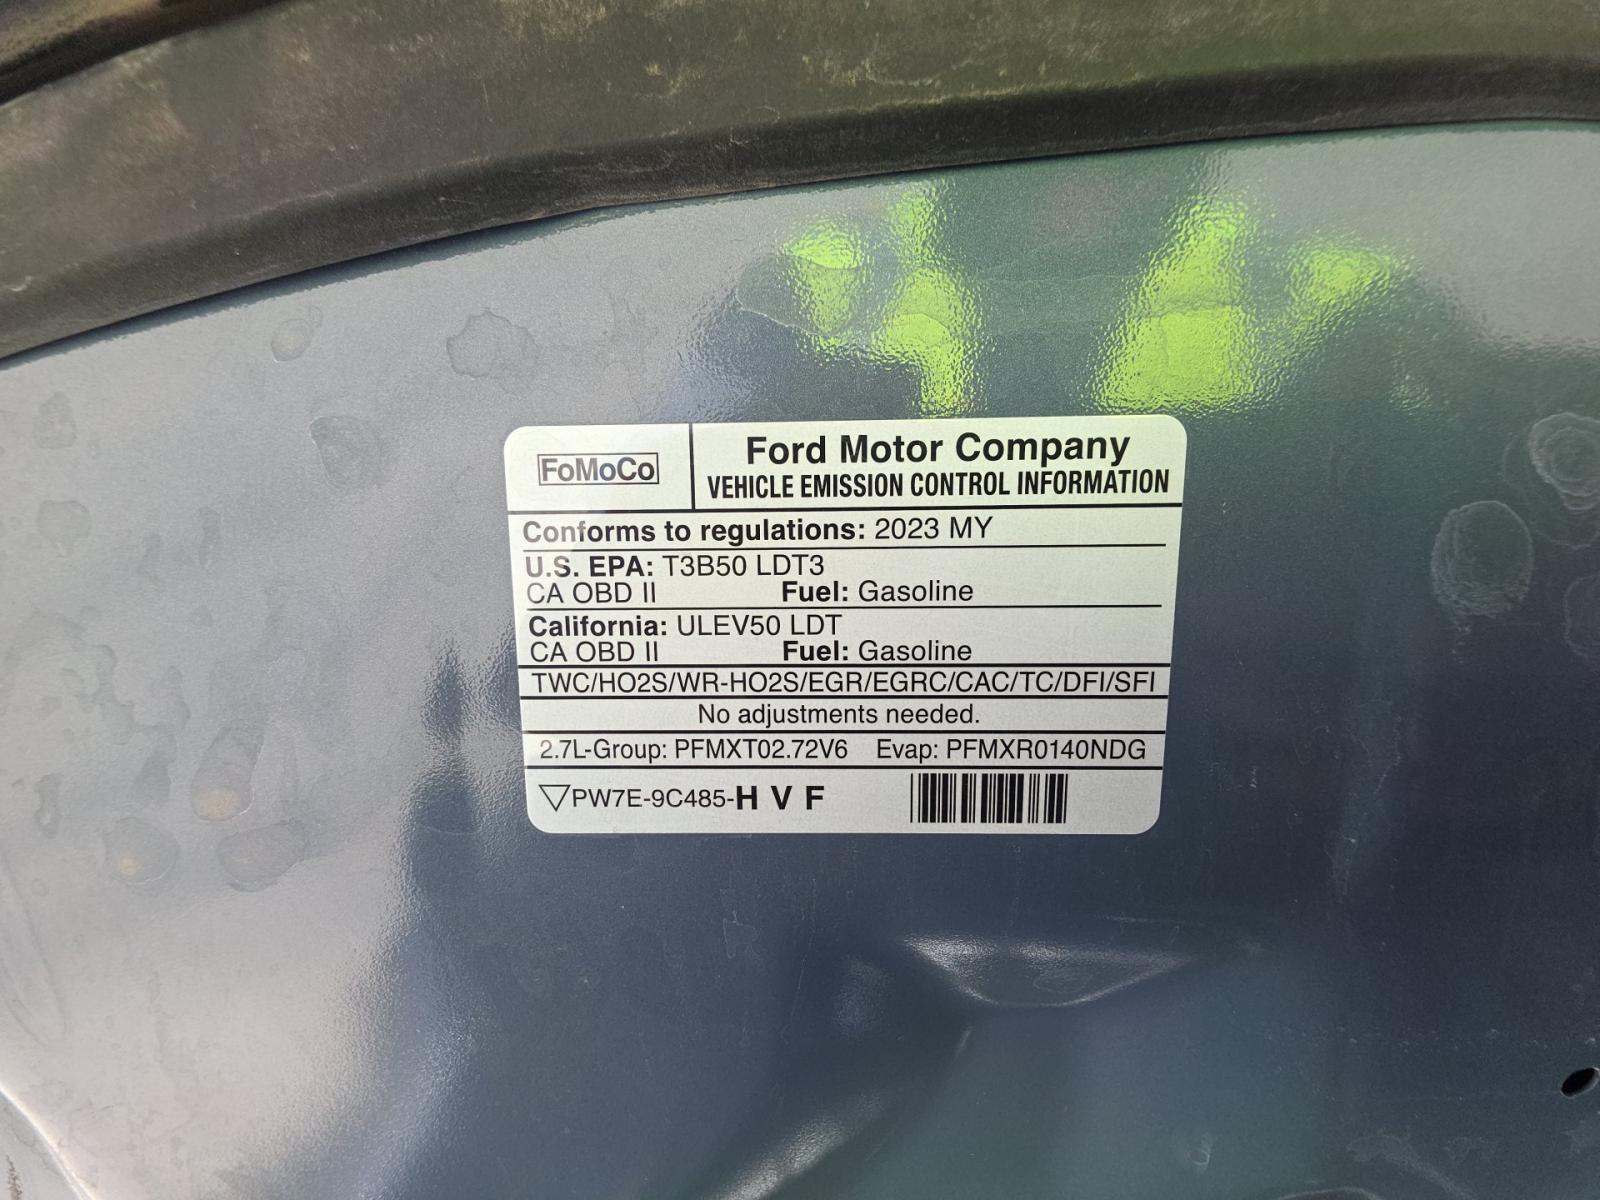 FoMoCo
Ford Motor Company
VEHICLE EMISSION CONTROL INFORMATION
Conforms to regulations: 2023 MY
U.S. EPA: T3B50 LDT3
CA OBD II Fuel: Gasoline
California: ULEV50 LDT
CA OBD II Fuel: Gasoline
TWC/HO2S/WR-HO2S/EGR/EGRC/CAC/TC/DFI/SFI
No adjustments needed.
2.7L-Group: PFMXT02.72V6 Evap: PFMXR0140NDG
PW7E-9C485-H V F